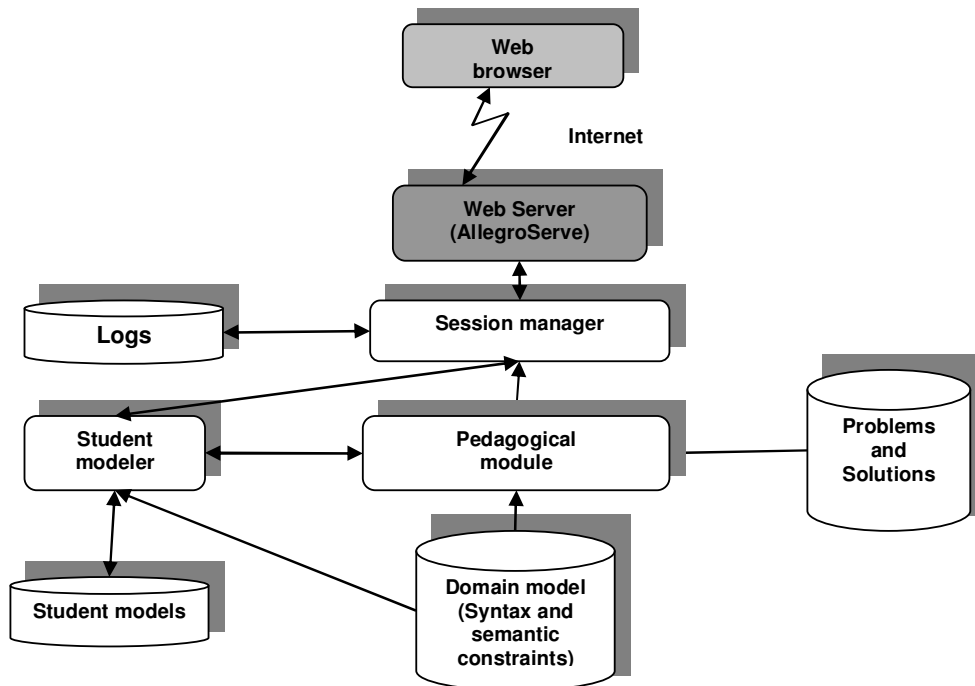 Web
browser
Internet
Web Server
(AllegroServe)
Session manager
Logs
Student
modeler
Pedagogical
module
Problems
and
Solutions
Student models
Domain model
(Syntax and
semantic
constraints)